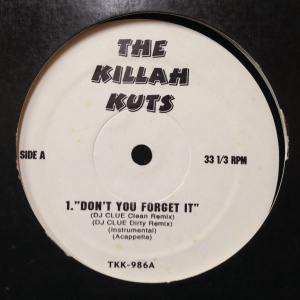 THE
KILLAH
KUTS
SIDE A
33 1/3 RPM
1."DON'T YOU FORGET IT"
(DJ CLUE Clean Remix)
(DJ CLUE Dirty Remix)
(Instrumental)
(Acappella)
TKK-986A